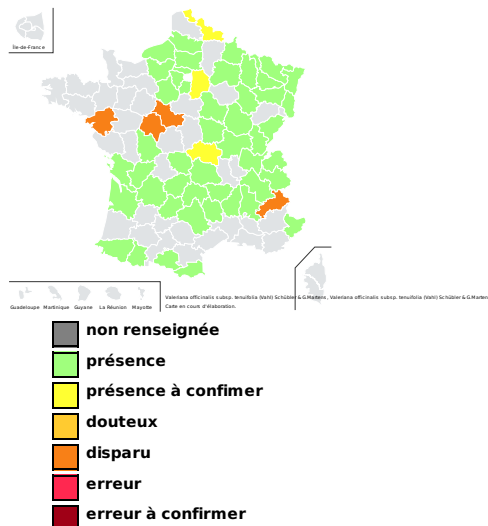 Île-de-France
Guadeloupe Martinique Guyane La Réunion Mayotte
Valeriana officinalis subsp. tenuifolia (Vahl) Schübler & G.Martens, Valeriana officinalis subsp. tenuifolia (Vahl) Schübler & G.Marten
Carte en cours d'élaboration.
non renseignée
présence
présence à confimer
douteux
disparu
erreur
erreur à confirmer